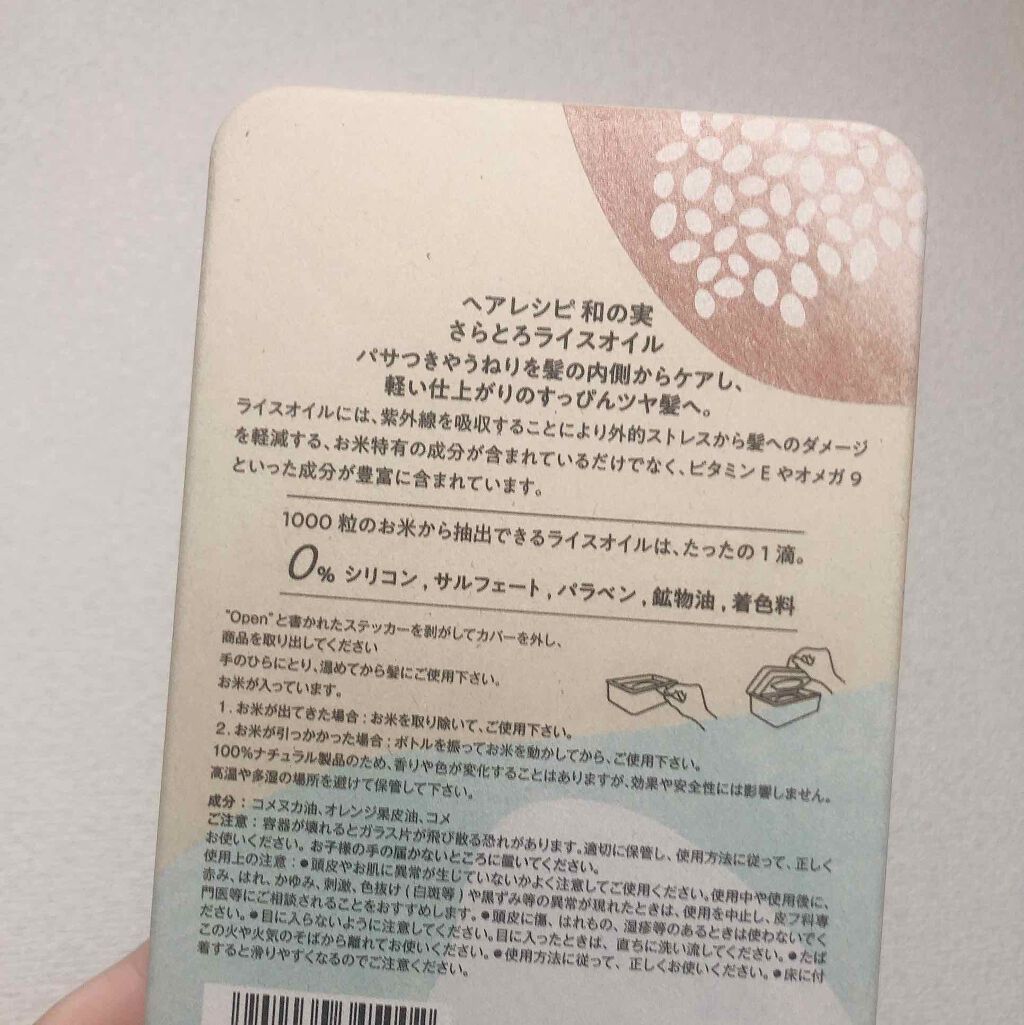 ヘアレシピ 和の実
さらとろライスオイル
パサつきやうねりを髪の内側からケアし、
軽い仕上がりのすっぴんツヤ髪へ。
ライスオイルには、紫外線を吸収することにより外的ストレスから髪へのダメージ
を軽減する、お米特有の成分が含まれているだけでなく、ビタミンEやオメガ9
といった成分が豊富に含まれています。
1000粒のお米から抽出できるライスオイルは、たったの1滴。
0% シリコン,サルフェート,パラベン,鉱物油,着色料
"Open"と書かれたステッカーを剥がしてカバーを外し、
商品を取り出してください
手のひらにとり、温めてから髪にご使用下さい。
お米が入っています。
1. お米が出てきた場合:お米を取り除いて、ご使用下さい。
2. お米が引っかかった場合:ボトルを振ってお米を動かしてから、ご使用下さい。
100%ナチュラル製品のため、香りや色が変化することはありますが、効果や安全性には影響しません。
高温や多湿の場所を避けて保管して下さい。
成分:コメヌカ油、オレンジ果皮油、コメ
ご注意:容器が壊れるとガラス片が飛び散る恐れがあります。適切に保管し、使用方法に従って、正しく
お使いください。お子様の手の届かないところに置いてください。
使用上の注意:●頭皮やお肌に異常が生じていないかよく注意してご使用ください。使用中や使用後に、
赤み、はれ、かゆみ、刺激、色抜け(白斑等)や黒ずみ等の異常が現れたときは、使用を中止し、皮フ科専
門医等にご相談されることをおすすめします。●頭皮に傷、はれもの、湿疹等のあるときは使わないでく
ださい。●目に入らないように注意してください。目に入ったときは、直ちに洗い流してください。●たば
この火や火気のそばから離れてお使いください。●使用方法に従って、正しくお使いください。●床に付
着すると滑りやすくなるのでご注意ください。